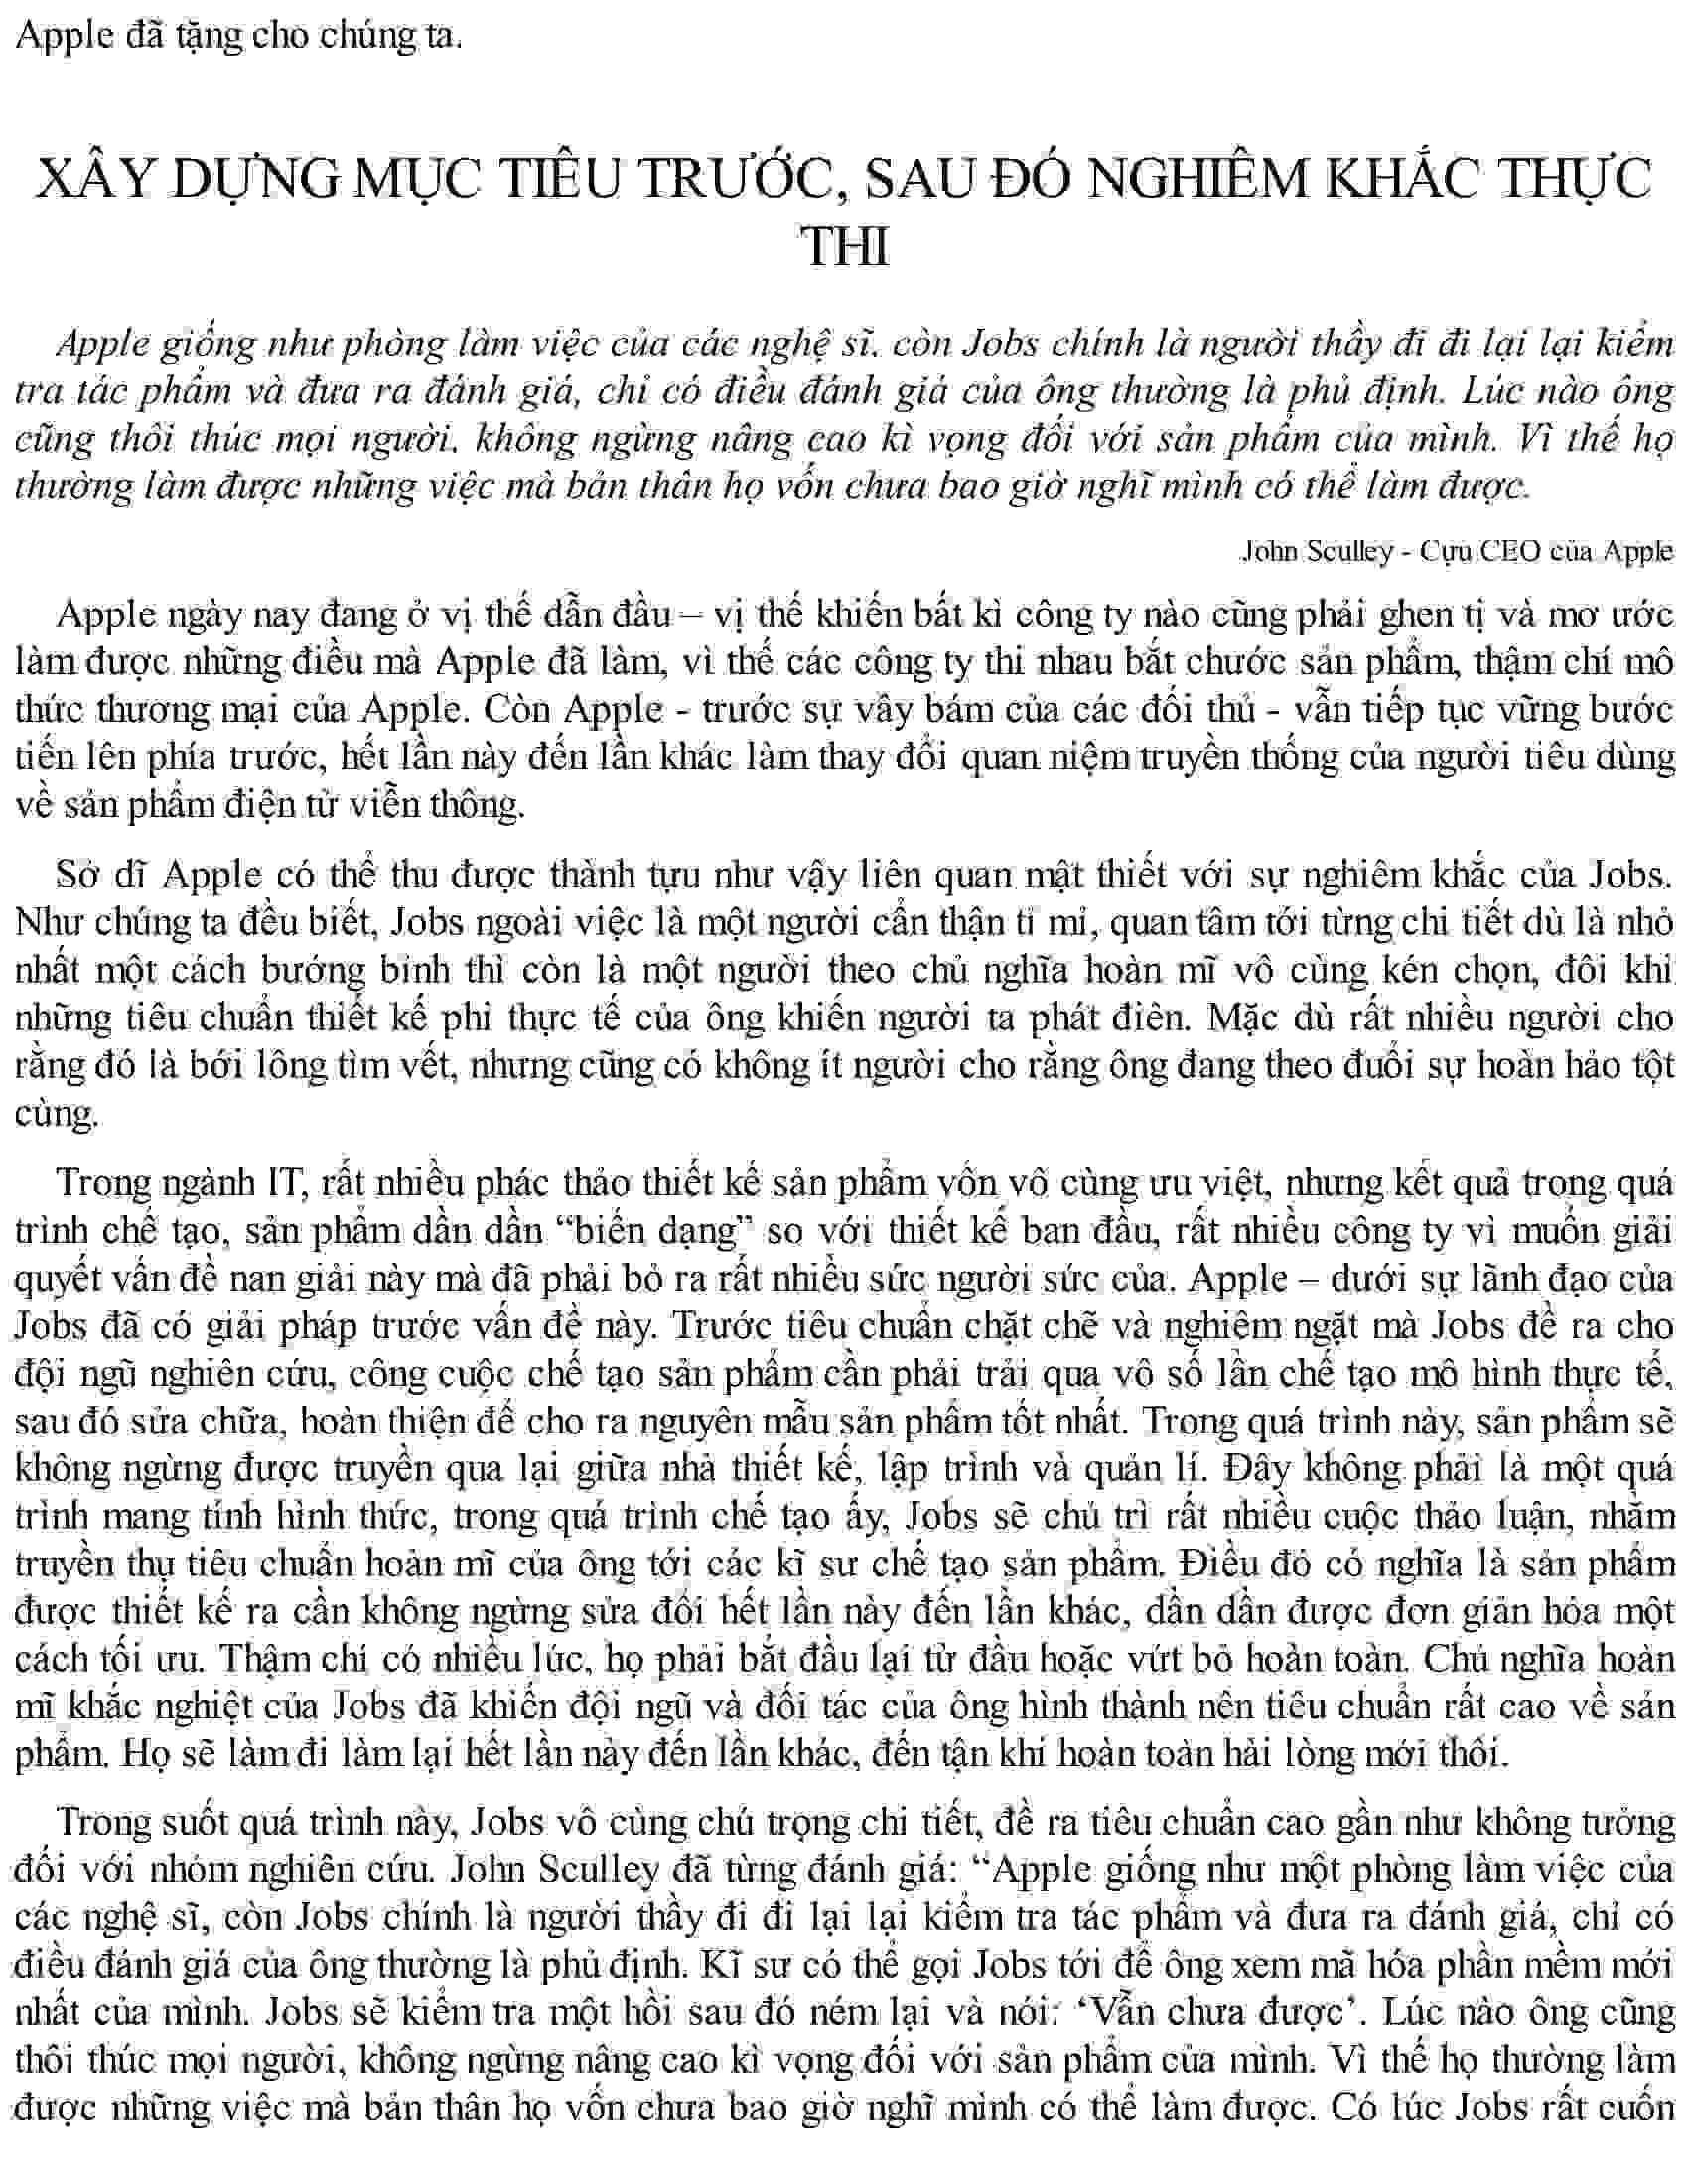 Apple đã tặng cho chúng ta.
XÂY DỰNG MỤC TIÊU TRƯỚC, SAU ĐÓ NGHIÊM KHẮC THỰC
THI
Apple giống như phòng làm việc của các nghệ sĩ, còn Jobs chính là người thầy đi đi lại lại kiểm
tra tác phẩm và đưa ra đánh giá, chỉ có điều đánh giá của ông thường là phủ định. Lúc nào ông
cũng thôi thúc mọi người, không ngừng nâng cao kì vọng đối với sản phẩm của mình. Vì thế họ
thường làm được những việc mà bản thân họ vốn chưa bao giờ nghĩ mình có thể làm được.
John Sculley - Cựu CEO của Apple
Apple ngày nay đang ở vị thế dẫn đầu – vị thế khiến bất kì công ty nào cũng phải ghen tị và mơ ước
làm được những điều mà Apple đã làm, vì thế các công ty thi nhau bắt chước sản phẩm, thậm chí mô
thức thương mại của Apple. Còn Apple - trước sự vây bám của các đối thủ - vẫn tiếp tục vững bước
tiến lên phía trước, hết lần này đến lần khác làm thay đổi quan niệm truyền thống của người tiêu dùng
về sản phẩm điện tử viễn thông.
Sở dĩ Apple có thể thu được thành tựu như vậy liên quan mật thiết với sự nghiêm khắc của Jobs.
Như chúng ta đều biết, Jobs ngoài việc là một người cẩn thận tỉ mỉ, quan tâm tới từng chi tiết dù là nhỏ
nhất một cách bướng bỉnh thì còn là một người theo chủ nghĩa hoàn mĩ vô cùng kén chọn, đôi khi
những tiêu chuẩn thiết kế phi thực tế của ông khiến người ta phát điên. Mặc dù rất nhiều người cho
rằng đó là bới lông tìm vết, nhưng cũng có không ít người cho rằng ông đang theo đuổi sự hoàn hảo tột
cùng.
Trong ngành IT, rất nhiều phác thảo thiết kế sản phẩm vốn vô cùng ưu việt, nhưng kết quả trong quá
trình chế tạo, sản phẩm dần dần “biến dạng” so với thiết kế ban đầu, rất nhiều công ty vì muốn giải
quyết vấn đề nan giải này mà đã phải bỏ ra rất nhiều sức người sức của. Apple – dưới sự lãnh đạo của
Jobs đã có giải pháp trước vấn đề này. Trước tiêu chuẩn chặt chẽ và nghiêm ngặt mà Jobs đề ra cho
đội ngũ nghiên cứu, công cuộc chế tạo sản phẩm cần phải trải qua vô số lần chế tạo mô hình thực tế,
sau đó sửa chữa, hoàn thiện để cho ra nguyên mẫu sản phẩm tốt nhất. Trong quá trình này, sản phẩm sẽ
không ngừng được truyền qua lại giữa nhà thiết kế, lập trình và quản lí. Đây không phải là một quá
trình mang tính hình thức, trong quá trình chế tạo ấy, Jobs sẽ chủ trì rất nhiều cuộc thảo luận, nhằm
truyền thụ tiêu chuẩn hoàn mĩ của ông tới các kĩ sư chế tạo sản phẩm. Điều đó có nghĩa là sản phẩm
được thiết kế ra cần không ngừng sửa đổi hết lần này đến lần khác, dần dần được đơn giản hóa một
cách tối ưu. Thậm chí có nhiều lúc, họ phải bắt đầu lại từ đầu hoặc vứt bỏ hoàn toàn. Chủ nghĩa hoàn
mĩ khắc nghiệt của Jobs đã khiến đội ngũ và đối tác của ông hình thành nên tiêu chuẩn rất cao về sản
phẩm. Họ sẽ làm đi làm lại hết lần này đến lần khác, đến tận khi hoàn toàn hài lòng mới thôi.
Trong suốt quá trình này, Jobs vô cùng chú trọng chi tiết, đề ra tiêu chuẩn cao gần như không tưởng
đối với nhóm nghiên cứu. John Sculley đã từng đánh giá: “Apple giống như một phòng làm việc của
các nghệ sĩ, còn Jobs chính là người thầy đi đi lại lại kiểm tra tác phẩm và đưa ra đánh giá, chỉ có
điều đánh giá của ông thường là phủ định. Kĩ sư có thể gọi Jobs tới để ông xem mã hóa phần mềm mới
nhất của mình. Jobs sẽ kiểm tra một hồi sau đó ném lại và nói: ‘Vẫn chưa được’. Lúc nào ông cũng
thôi thúc mọi người, không ngừng nâng cao kì vọng đối với sản phẩm của mình. Vì thế họ thường làm
được những việc mà bản thân họ vốn chưa bao giờ nghĩ mình có thể làm được. Có lúc Jobs rất cuốn